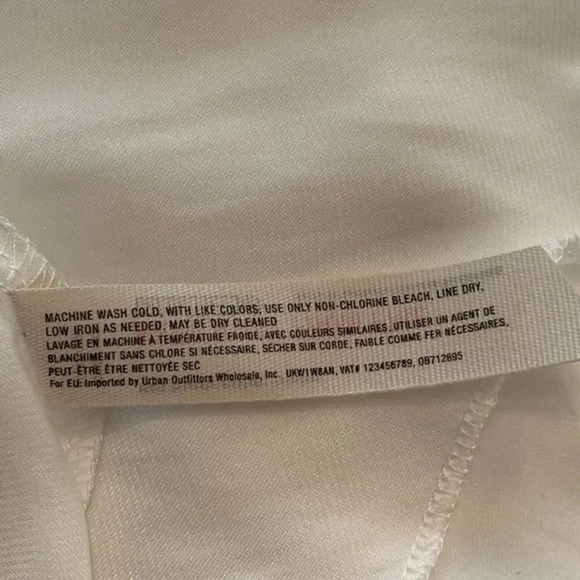 MACHINE WASH COLD, WITH LIKE COLORS, USE ONLY NON-CHLORINE BLEACH, LINE DRY,
LOW IRON AS NEEDED, MAY BE DRY CLEANED
LAVAGE EN MACHINE À TEMPÉRATURE FROIDE, AVEC COULEURS SIMILAIRES, UTILISER UN AGENT DE
BLANCHIMENT SANS CHLORE SI NÉCESSAIRE, SÉCHER SUR CORDE, FAIBLE COMME FER NÉCESSAIRES,
PEUT-ÊTRE ÊTRE NETTOYÉE SEC
For EU: Imported by Urban Outfittors Wholesale, Inc. UKW1W8AN, VAT# 123456789, OB712895